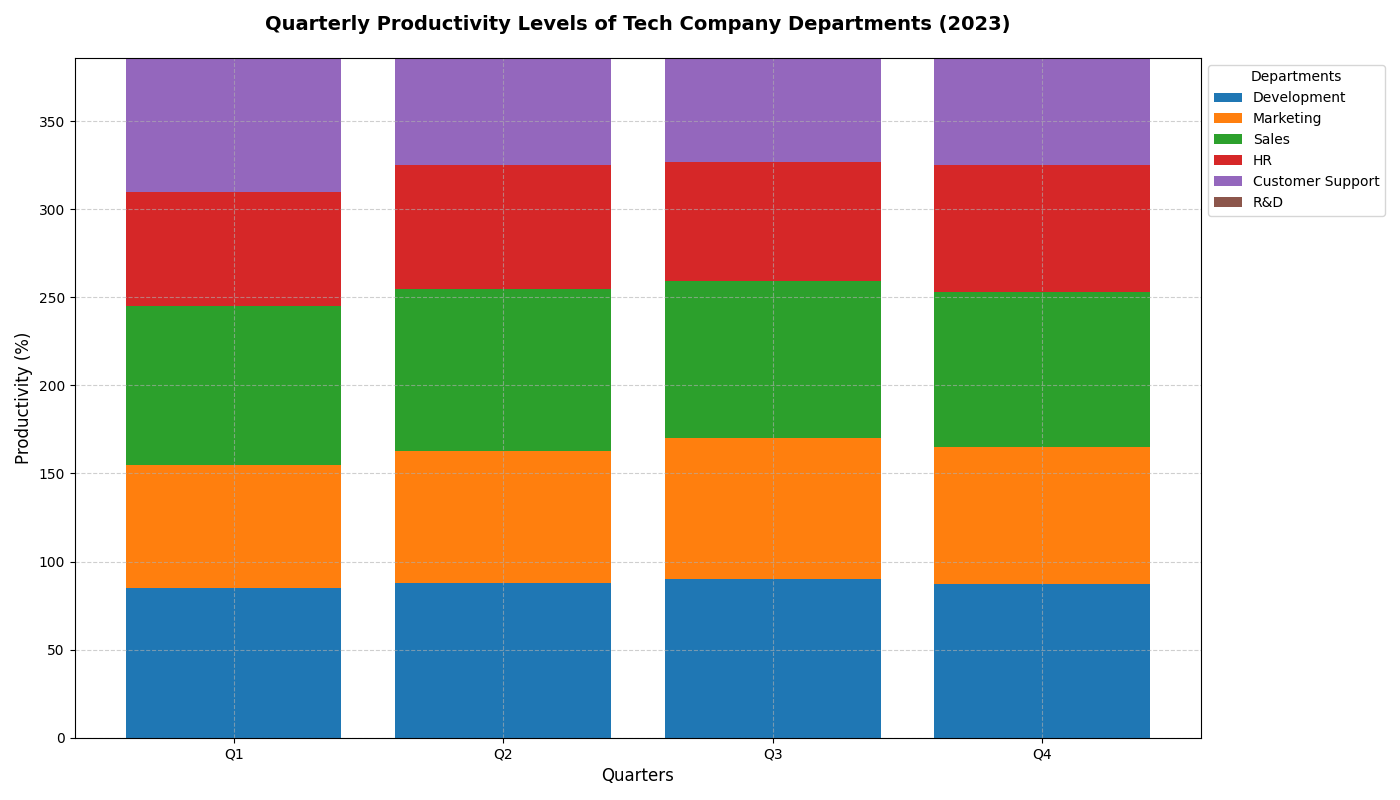 Quarterly Productivity Levels of Tech Company Departments (2023)
Productivity (%)
350
300
250
200
150
100
50
0
Q1 Q2 Q3 Q4
Quarters
Departments
Development
Marketing
Sales
HR
Customer Support
R&D